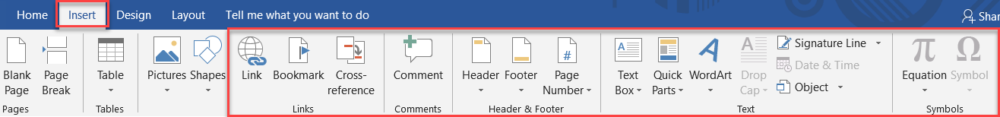 Home Insert Design Layout Tell me what you want to do
Blank Page
Page Break
Pages
Table
Tables
Pictures
Shapes
Link
Bookmark
Cross-
reference
Links
Comment
Comments
Header
Footer
Page
Number
Header & Footer
Text
Box
Quick
Parts
WordArt
Drop
Cap
Signature Line
Date & Time
Object
Text
Equation
Symbol
Symbols